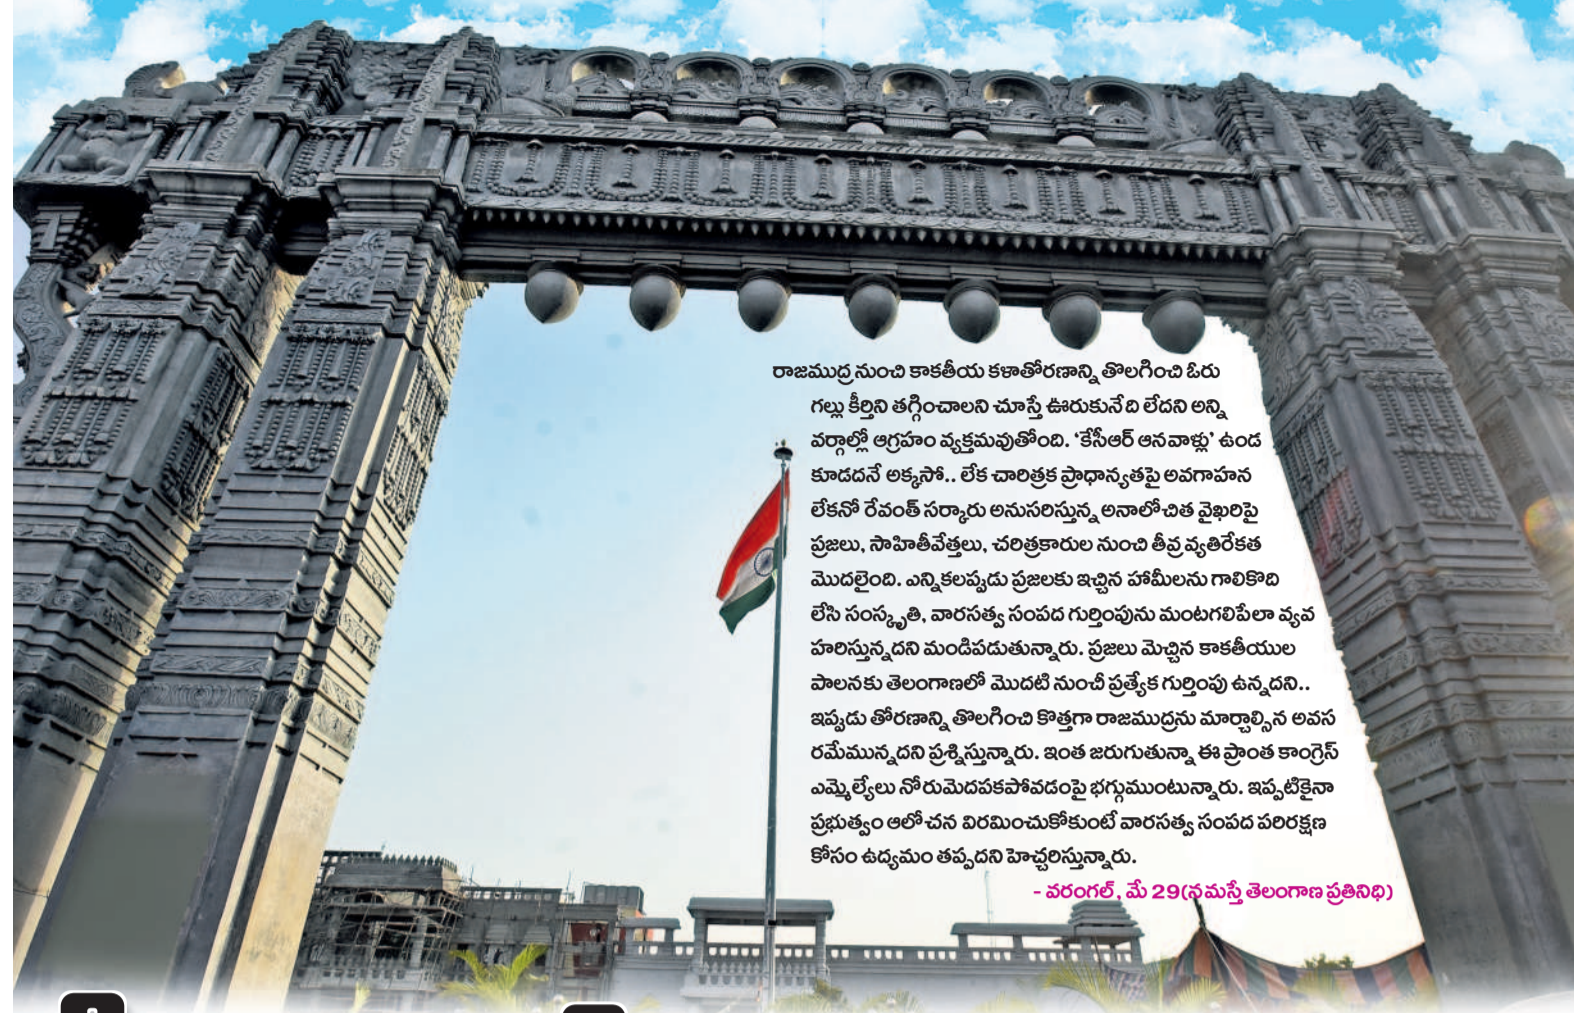 రాజముద్ర నుంచి కాకతీయ కళాతోరణాన్ని తొలగించి ఓరు
గల్లు కీర్తిని తగ్గించాలని చూస్తే ఊరుకునేది లేదని అన్ని
వర్గాల్లో ఆగ్రహం వ్యక్తమవుతోంది. ‘కేసీఆర్ ఆనవాళ్లు’ ఉండ
కూడదనే అక్కసో.. లేక చారిత్రక ప్రాధాన్యతపై అవగాహన
లేకనో రేవంత్ సర్కారు అనుసరిస్తున్న అనాలోచిత వైఖరిపై
ప్రజలు, సాహితీవేత్తలు, చరిత్రకారుల నుంచి తీవ్ర వ్యతిరేకత
మొదలైంది. ఎన్నికలప్పుడు ప్రజలకు ఇచ్చిన హామీలను గాలికొది
లేసి సంస్కృతి, వారసత్వ సంపద గుర్తింపును మంటగలిపేలా వ్యవ
హరిస్తున్నదని మండిపడుతున్నారు. ప్రజలు మెచ్చిన కాకతీయుల
పాలనకు తెలంగాణలో మొదటి నుంచీ ప్రత్యేక గుర్తింపు ఉన్నదని..
ఇప్పుడు తోరణాన్ని తొలగించి కొత్తగా రాజముద్రను మార్చాల్సిన అవస
రమేమున్నదని ప్రశ్నిస్తున్నారు. ఇంత జరుగుతున్నా ఈ ప్రాంత కాంగ్రెస్
ఎమ్మెల్యేలు నోరుమెదపకపోవడంపై భగ్గుముంటున్నారు. ఇప్పటికైనా
ప్రభుత్వం ఆలోచన విరమించుకోకుంటే వారసత్వ సంపద పరిరక్షణ
కోసం ఉద్యమం తప్పదని హెచ్చరిస్తున్నారు.
- వరంగల్, మే 29(నమస్తే తెలంగాణ ప్రతినిధి)